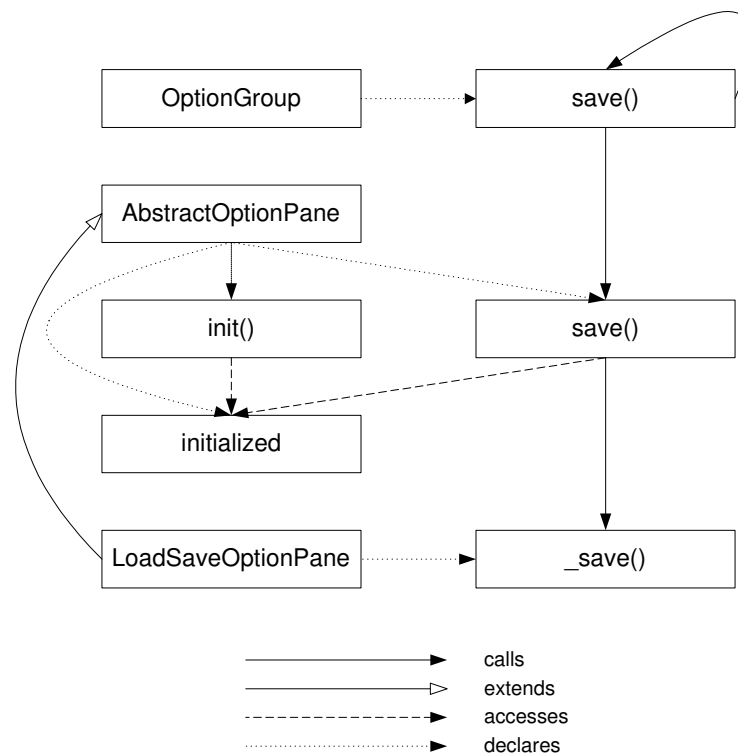 OptionGroup
save()
AbstractOptionPane
init()
save()
initialized
LoadSaveOptionPane
_save()
calls
extends
accesses
declares